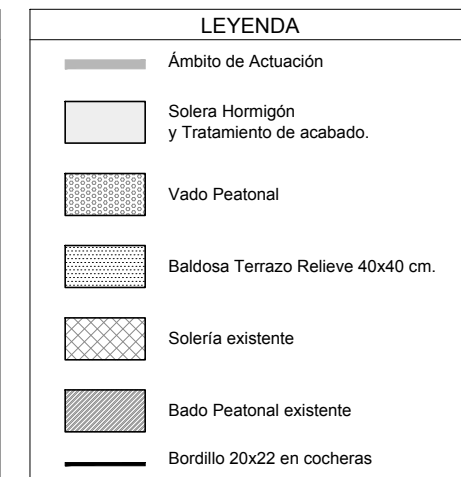 LEYENDA
Ámbito de Actuación
Solera Hormigón
y Tratamiento de acabado.
Vado Peatonal
Baldosa Terrazo Relieve 40x40 cm.
Solería existente
Bado Peatonal existente
Bordillo 20x22 en cocheras